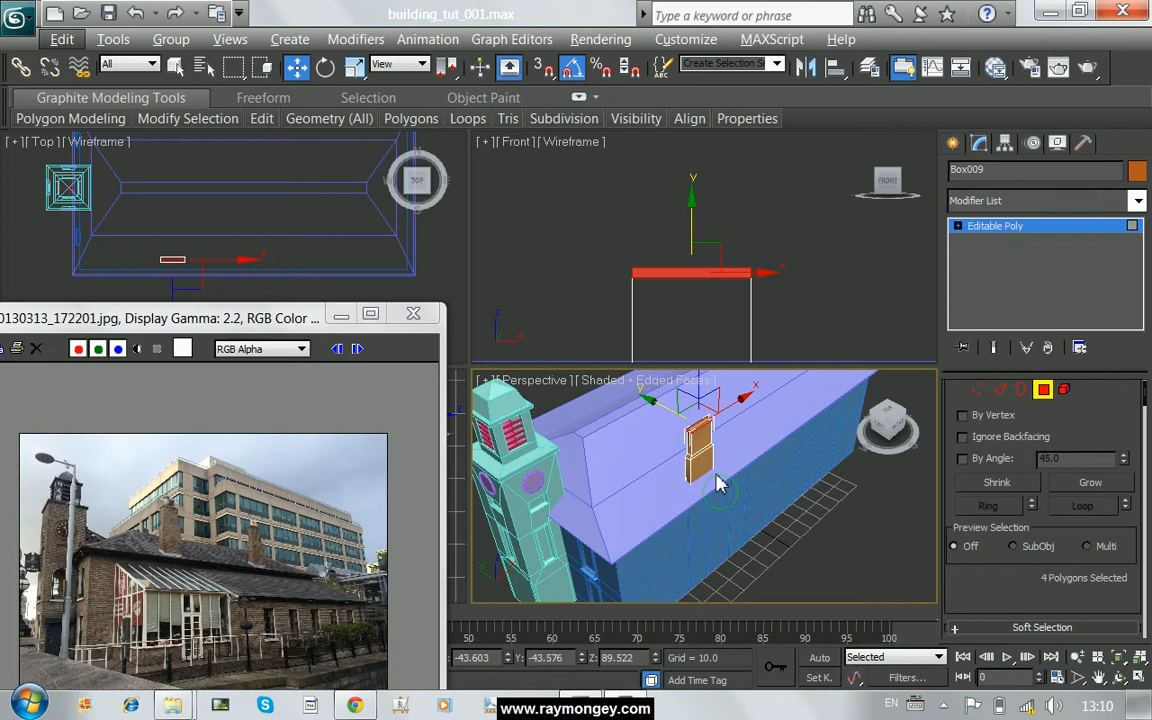 building_tut_001.max
Type a keyword or phrase
Edit Tools Group Views Create Modifiers Animation Graph Editors Rendering Customize MAXScript Help
All View Create Selection Se
Graphite Modeling Tools Freeform Selection Object Paint
Polygon Modeling Modify Selection Edit Geometry (All) Polygons Loops Tris Subdivision Visibility Align Properties
[ + ] [ Top ] [ Wireframe ]
[ + ] [ Front ] [ Wireframe ]
TOP
FRONT
Box009
Modifier List
Editable Poly
0130313_172201.jpg, Display Gamma: 2.2, RGB Color ...
RGB Alpha
[ + ] [ Perspective ] [ Shaded + Edged Faces ]
By Vertex
Ignore Backfacing
By Angle: 45.0
Shrink Grow
Ring Loop
Preview Selection
Off SubObj Multi
4 Polygons Selected
Soft Selection
50 55 60 65 70 75 80 85 90 95 100
-43.603 Y: -43.576 Z: 89.522 Grid = 10.0
Add Time Tag
Auto Selected
Set K. Filters... 0
www.raymongey.com
EN 13:10